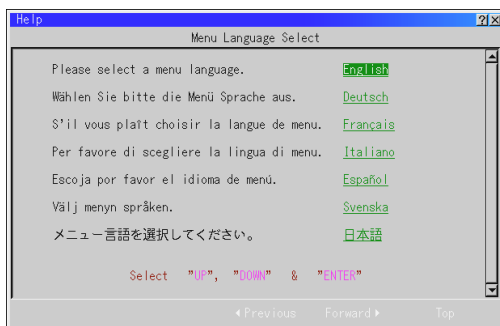 Help
Menu Language Select
Please select a menu language. English
Wählen Sie bitte die Menü Sprache aus. Deutsch
S'il vous plaît choisir la langue de menu. Français
Per favore di scegliere la lingua di menu. Italiano
Escoja por favor el idioma de menú. Español
Välj menyn språken. Svenska
メニュー言語を選択してください。 日本語
Select "UP", "DOWN" & "ENTER"
Previous Forward Top